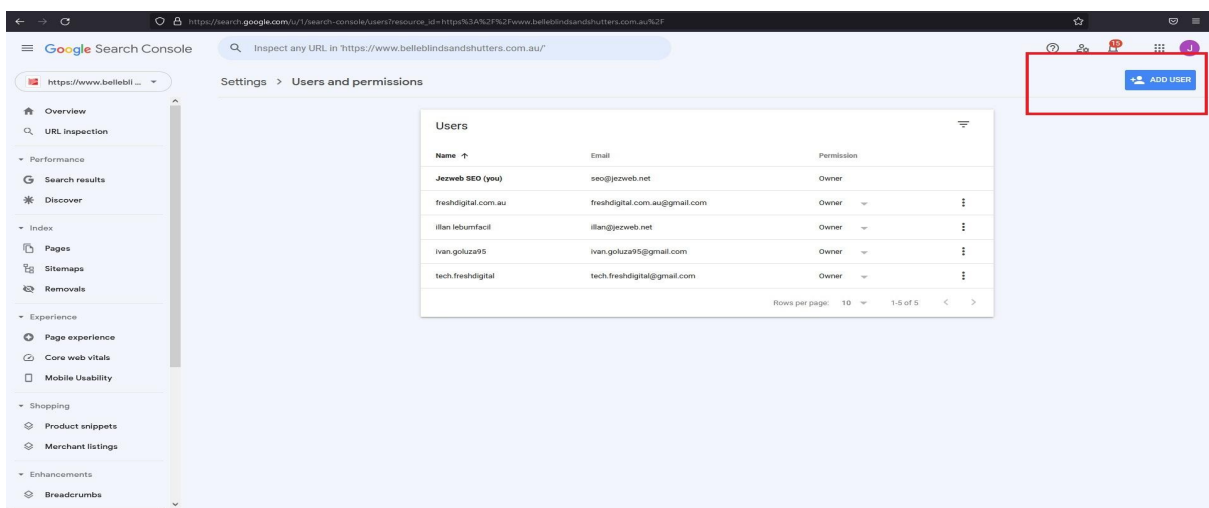 https://search.google.com/u/1/search-console/users?resource_id=https%3A%2F%2Fwww.belleblindsandshutters.com.au%2F
Google Search Console
Inspect any URL in 'https://www.belleblindsandshutters.com.au/'
15
J
https://www.bellebli ...
Settings > Users and permissions
ADD USER
Overview
URL inspection
Performance
Search results
Discover
Index
Pages
Sitemaps
Removals
Experience
Page experience
Core web vitals
Mobile Usability
Shopping
Product snippets
Merchant listings
Enhancements
Breadcrumbs
Users
Name ↑ Email Permission
Jezweb SEO (you) seo@jezweb.net Owner
freshdigital.com.au freshdigital.com.au@gmail.com Owner
illan lebumfacil illan@jezweb.net Owner
ivan.goluza95 ivan.goluza95@gmail.com Owner
tech.freshdigital tech.freshdigital@gmail.com Owner
Rows per page: 10 1-5 of 5 < >